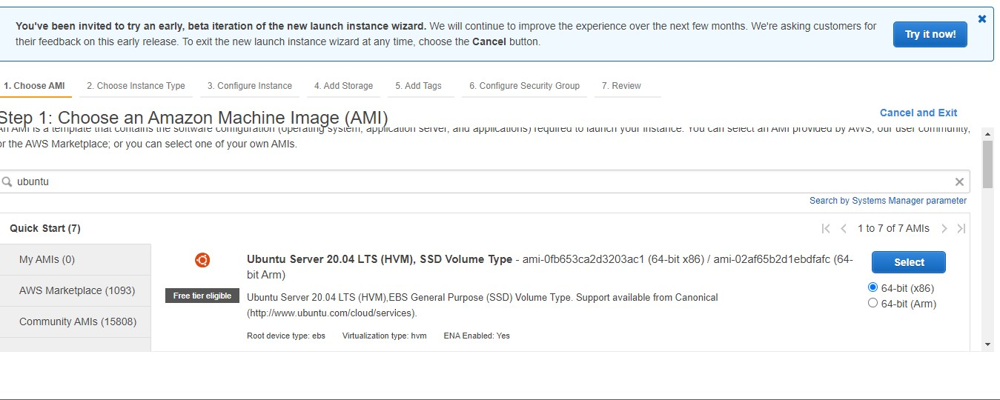 You've been invited to try an early, beta iteration of the new launch instance wizard. We will continue to improve the experience over the next few months. We're asking customers for
their feedback on this early release. To exit the new launch instance wizard at any time, choose the Cancel button.
Try it now!
1. Choose AMI 2. Choose Instance Type 3. Configure Instance 4. Add Storage 5. Add Tags 6. Configure Security Group 7. Review
Step 1: Choose an Amazon Machine Image (AMI)
Cancel and Exit
An AMI is a template that contains the software configuration (operating system, application server, and applications) required to launch your instance. You can select an AMI provided by AWS, our user community,
or the AWS Marketplace; or you can select one of your own AMIs.
ubuntu
Search by Systems Manager parameter
Quick Start (7)
1 to 7 of 7 AMIs
My AMIs (0)
AWS Marketplace (1093)
Community AMIs (15808)
Free tier eligible
Ubuntu Server 20.04 LTS (HVM), SSD Volume Type - ami-0fb653ca2d3203ac1 (64-bit x86) / ami-02af65b2d1ebdfafc (64-
bit Arm)
Ubuntu Server 20.04 LTS (HVM),EBS General Purpose (SSD) Volume Type. Support available from Canonical
(http://www.ubuntu.com/cloud/services).
Root device type: ebs Virtualization type: hvm ENA Enabled: Yes
Select
64-bit (x86)
64-bit (Arm)